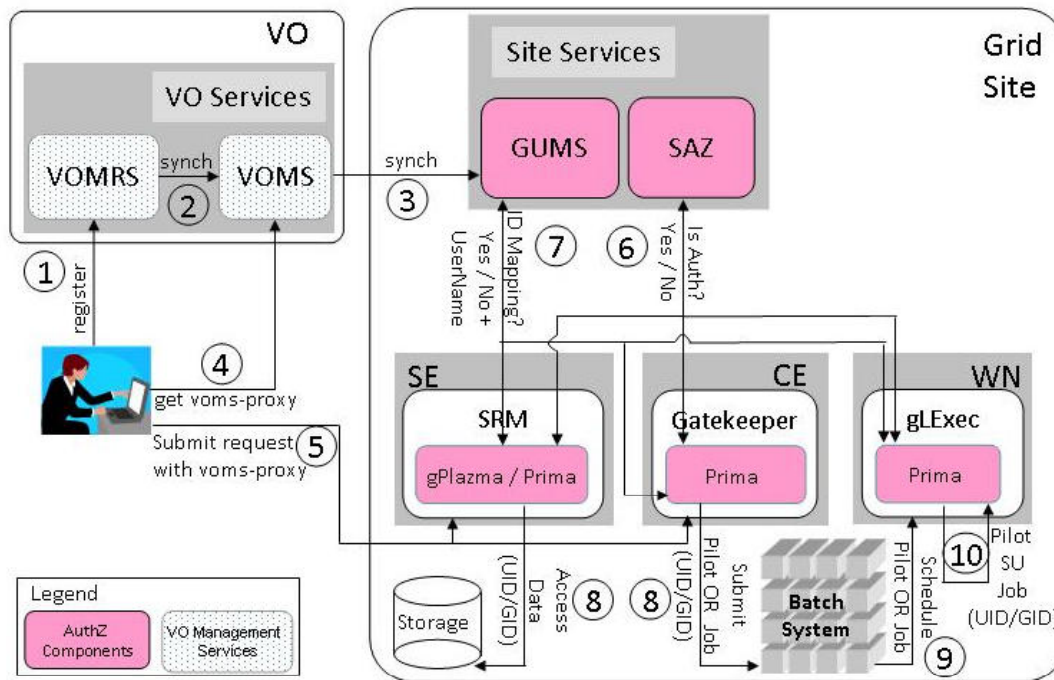 VO
VO Services
VOMRS
synch
2
VOMS
synch
3
Grid
Site
Site Services
GUMS
SAZ
1
register
4
get voms-proxy
5
Submit request
with voms-proxy
ID Mapping?
Yes / No +
UserName
7
6
Is Auth?
Yes / No
SE
SRM
gPlazma / Prima
CE
Gatekeeper
Prima
WN
gLExec
Prima
Storage
Access
Data
(UID/GID)
8
8
Submit
Pilot OR Job
(UID/GID)
Batch
System
Schedule
Pilot OR Job
9
10
Pilot
SU
Job
(UID/GID)
Legend
AuthZ
Components
VO Management
Services